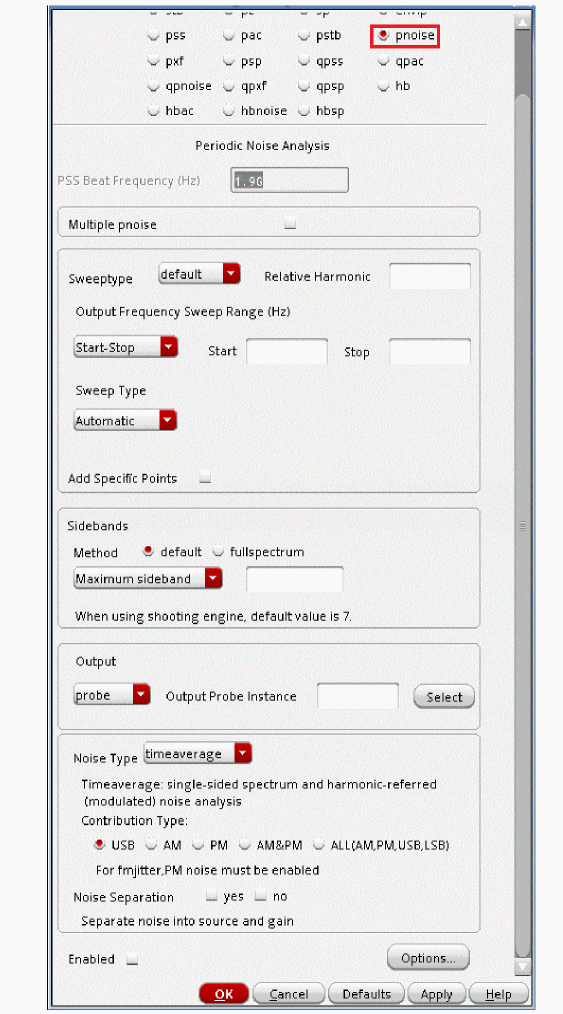 pss pac pstb pnoise
pxf psp qpss qpac
qpnoise qpxf qpsp hb
hbac hbnoise hbsp
Periodic Noise Analysis
PSS Beat Frequency (Hz) 1.9G
Multiple pnoise
Sweeptype default Relative Harmonic
Output Frequency Sweep Range (Hz)
Start-Stop Start Stop
Sweep Type
Automatic
Add Specific Points
Sidebands
Method default fullspectrum
Maximum sideband
When using shooting engine, default value is 7.
Output
probe Output Probe Instance Select
Noise Type timeaverage
Timeaverage: single-sided spectrum and harmonic-referred
(modulated) noise analysis
Contribution Type:
USB AM PM AM&PM ALL(AM,PM,USB,LSB)
For fmjitter,PM noise must be enabled
Noise Separation yes no
Separate noise into source and gain
Enabled Options...
OK Cancel Defaults Apply Help